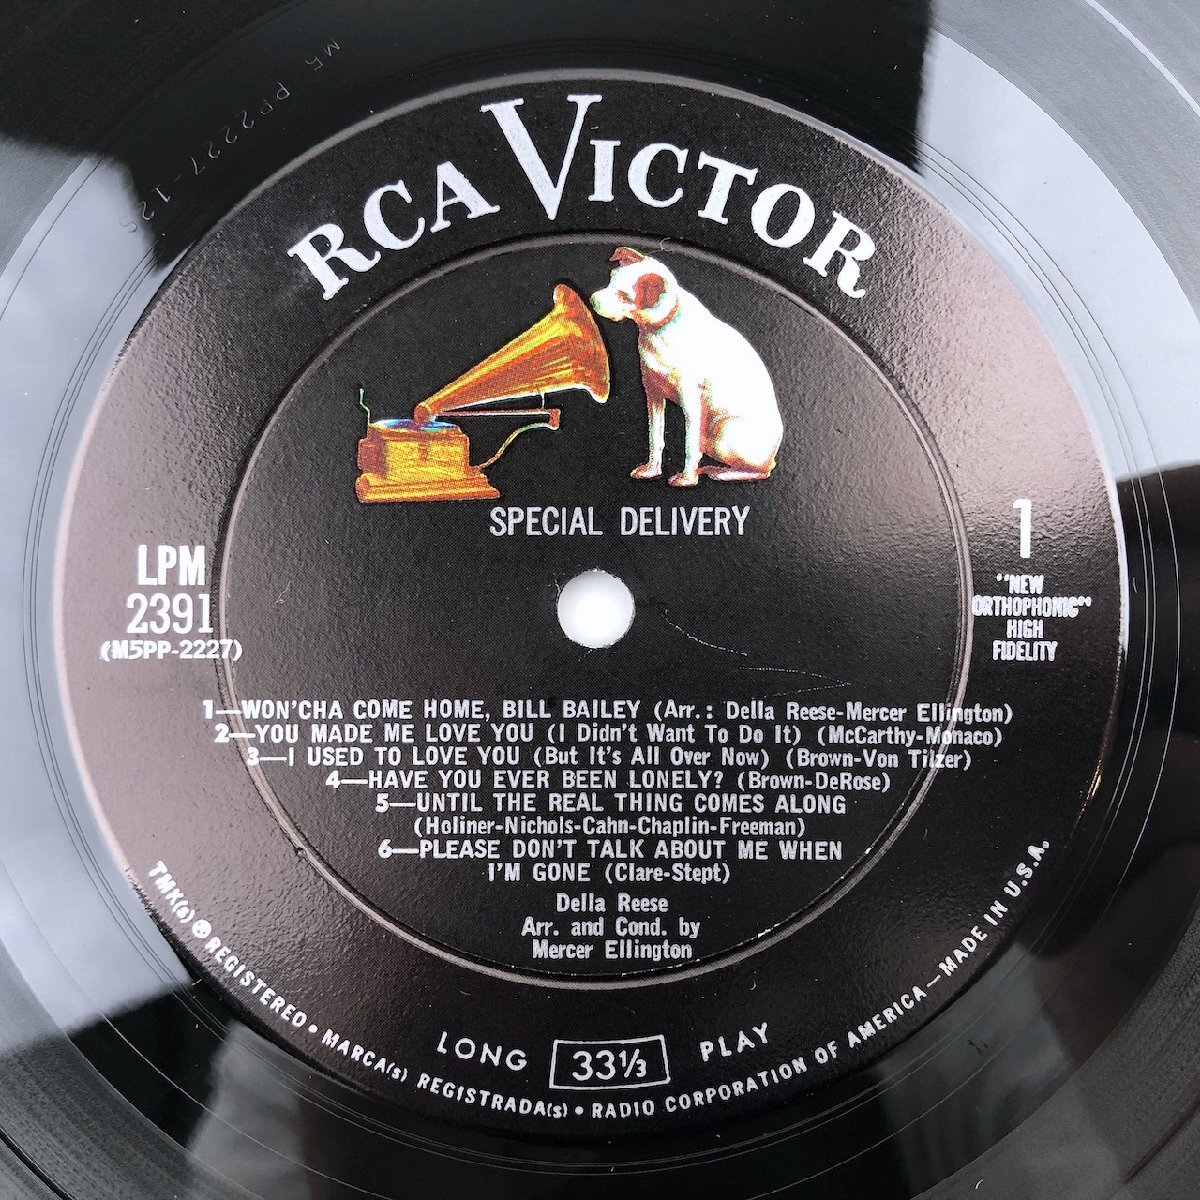 M5 PP2227-12S
RCA VICTOR
SPECIAL DELIVERY
LPM
2391
(M5PP-2227)
1
"NEW
ORTHOPHONIC"
HIGH
FIDELITY
1—WON'CHA COME HOME, BILL BAILEY (Arr.: Della Reese-Mercer Ellington)
2—YOU MADE ME LOVE YOU (I Didn't Want To Do It) (McCarthy-Monaco)
3—I USED TO LOVE YOU (But It's All Over Now) (Brown-Von Tilzer)
4—HAVE YOU EVER BEEN LONELY? (Brown-DeRose)
5—UNTIL THE REAL THING COMES ALONG
(Holiner-Nichols-Cahn-Chaplin-Freeman)
6—PLEASE DON'T TALK ABOUT ME WHEN
I'M GONE (Clare-Stept)
Della Reese
Arr. and Cond. by
Mercer Ellington
LONG 33⅓ PLAY
TMK(s) ® REGISTERED • MARCA(s) REGISTRADA(s) • RADIO CORPORATION OF AMERICA — MADE IN U.S.A.